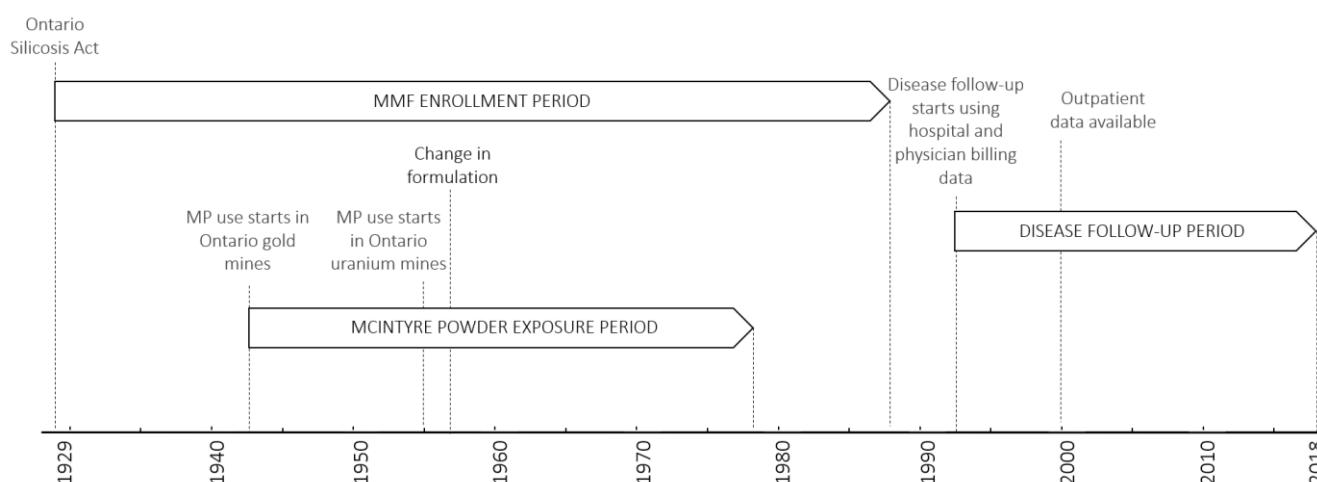 Ontario
Silicosis Act
MMF ENROLLMENT PERIOD
Disease follow-up
starts using
hospital and
physician billing
data
Outpatient
data available
Change in
formulation
MP use starts in
Ontario gold
mines
MP use starts
in Ontario
uranium mines
DISEASE FOLLOW-UP PERIOD
MCINTYRE POWDER EXPOSURE PERIOD
1929
1940
1950
1960
1970
1980
1990
2000
2010
2018